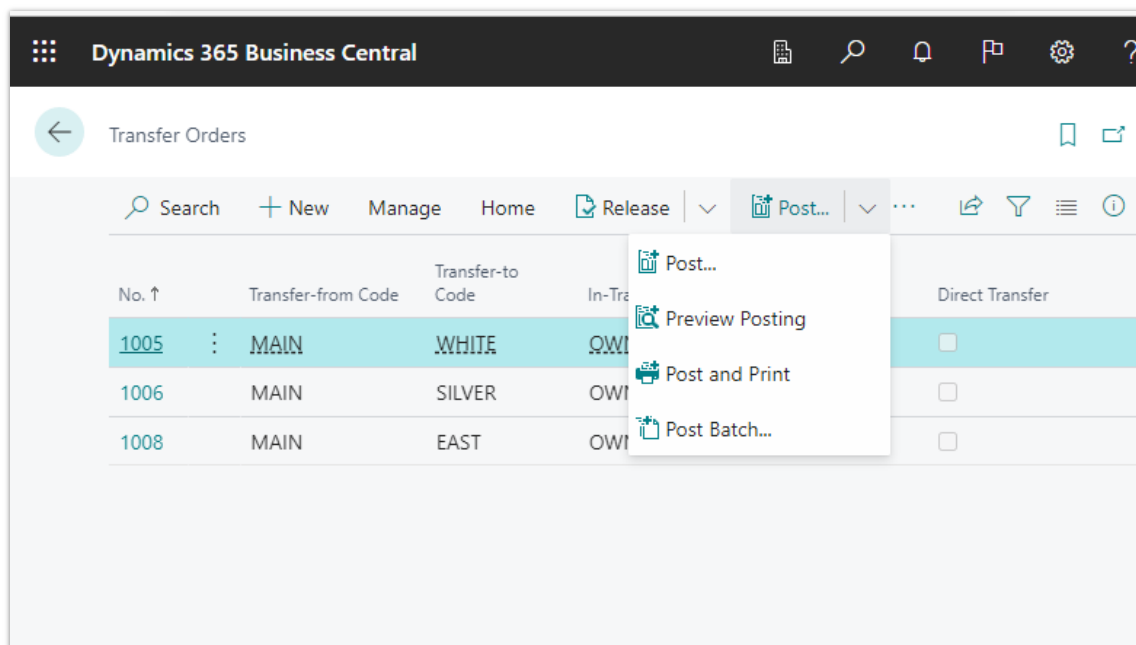 Dynamics 365 Business Central
?
Transfer Orders
Search New Manage Home Release Post... ...
Post...
Preview Posting
Post and Print
Post Batch...
No. ↑ Transfer-from Code Transfer-to Code Direct Transfer
1005 MAIN WHITE
1006 MAIN SILVER
1008 MAIN EAST